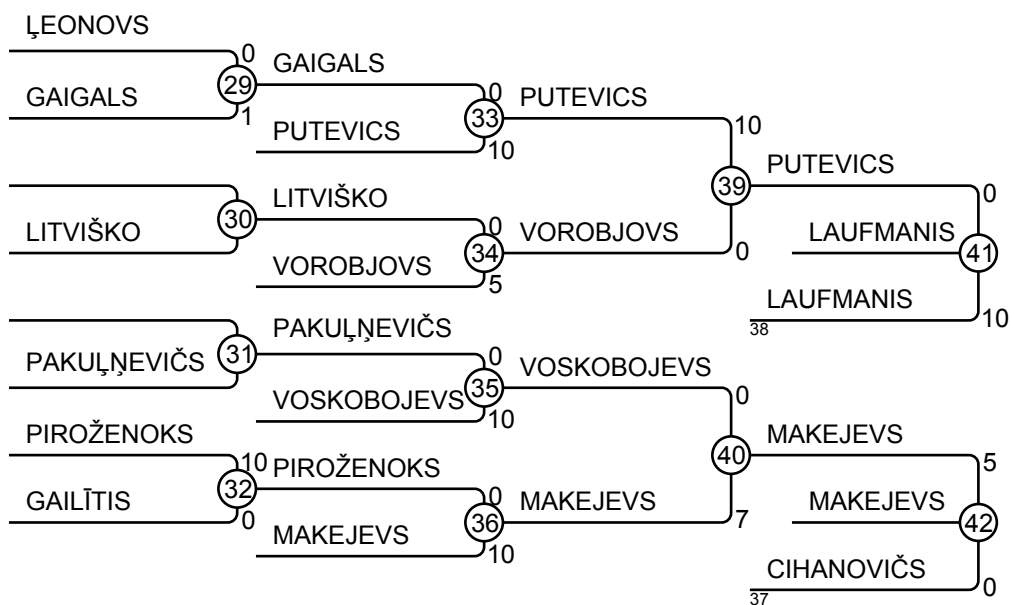 ĻEONOVS
0
29
GAIGALS
1
GAIGALS
0
33
PUTEVICS
10
PUTEVICS
10
39
PUTEVICS
0
LITVIŠKO
30
LITVIŠKO
0
34
VOROBJOVS
5
VOROBJOVS
0
LAUFMANIS
41
LAUFMANIS
38
10
PAKUĻŅEVIČS
31
PAKUĻŅEVIČS
0
35
VOSKOBOJEVS
10
VOSKOBOJEVS
0
40
MAKEJEVS
5
PIROŽENOKS
10
32
GAILĪTIS
0
PIROŽENOKS
0
36
MAKEJEVS
10
MAKEJEVS
7
MAKEJEVS
42
CIHANOVIČS
37
0